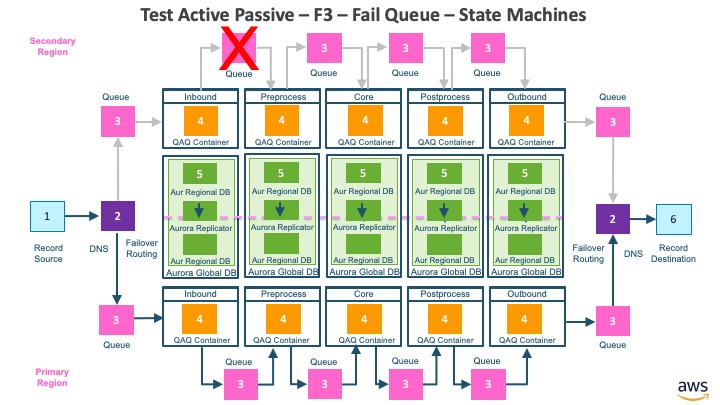 Test Active Passive – F3 – Fail Queue – State Machines
Secondary
Region
3
3
3
Queue
Queue
Queue
Queue
Queue
Queue
Inbound
Preprocess
Core
Postprocess
Outbound
3
4
4
4
4
4
3
QAQ Container
QAQ Container
QAQ Container
QAQ Container
QAQ Container
5
5
5
5
5
Aur Regional DB
Aur Regional DB
Aur Regional DB
Aur Regional DB
Aur Regional DB
1
2
2
6
Aurora Replicator
Aurora Replicator
Aurora Replicator
Aurora Replicator
Aurora Replicator
Record
Source
DNS
Failover
Routing
Failover
Routing
DNS
Record
Destination
Aur Regional DB
Aur Regional DB
Aur Regional DB
Aur Regional DB
Aur Regional DB
Aurora Global DB
Aurora Global DB
Aurora Global DB
Aurora Global DB
Aurora Global DB
Inbound
Preprocess
Core
Postprocess
Outbound
3
4
4
4
4
4
3
Queue
QAQ Container
QAQ Container
QAQ Container
QAQ Container
QAQ Container
Queue
Queue
Queue
Queue
Queue
Primary
Region
3
3
3
3
aws